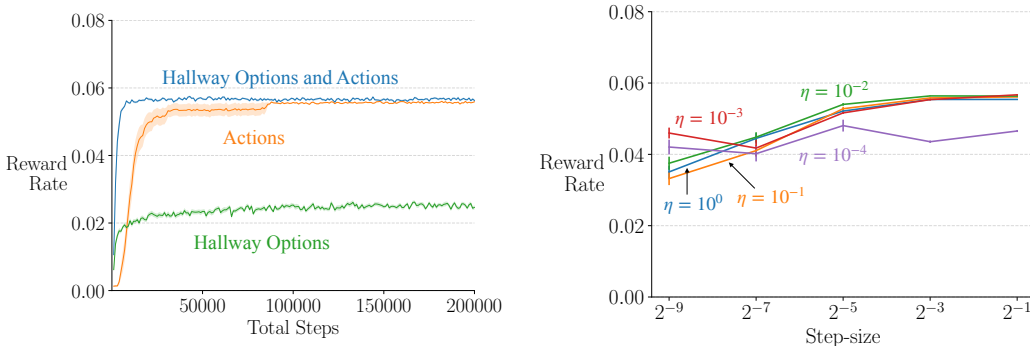 0.08
0.06
0.04
0.02
0.00
Reward
Rate
Hallway Options and Actions
Actions
Hallway Options
50000
100000
150000
200000
Total Steps
0.08
0.06
0.04
0.02
0.00
Reward
Rate
η = 10⁻³
η = 10⁻²
η = 10⁻⁴
η = 10⁻¹
η = 10⁰
2⁻⁹
2⁻⁷
2⁻⁵
2⁻³
2⁻¹
Step-size